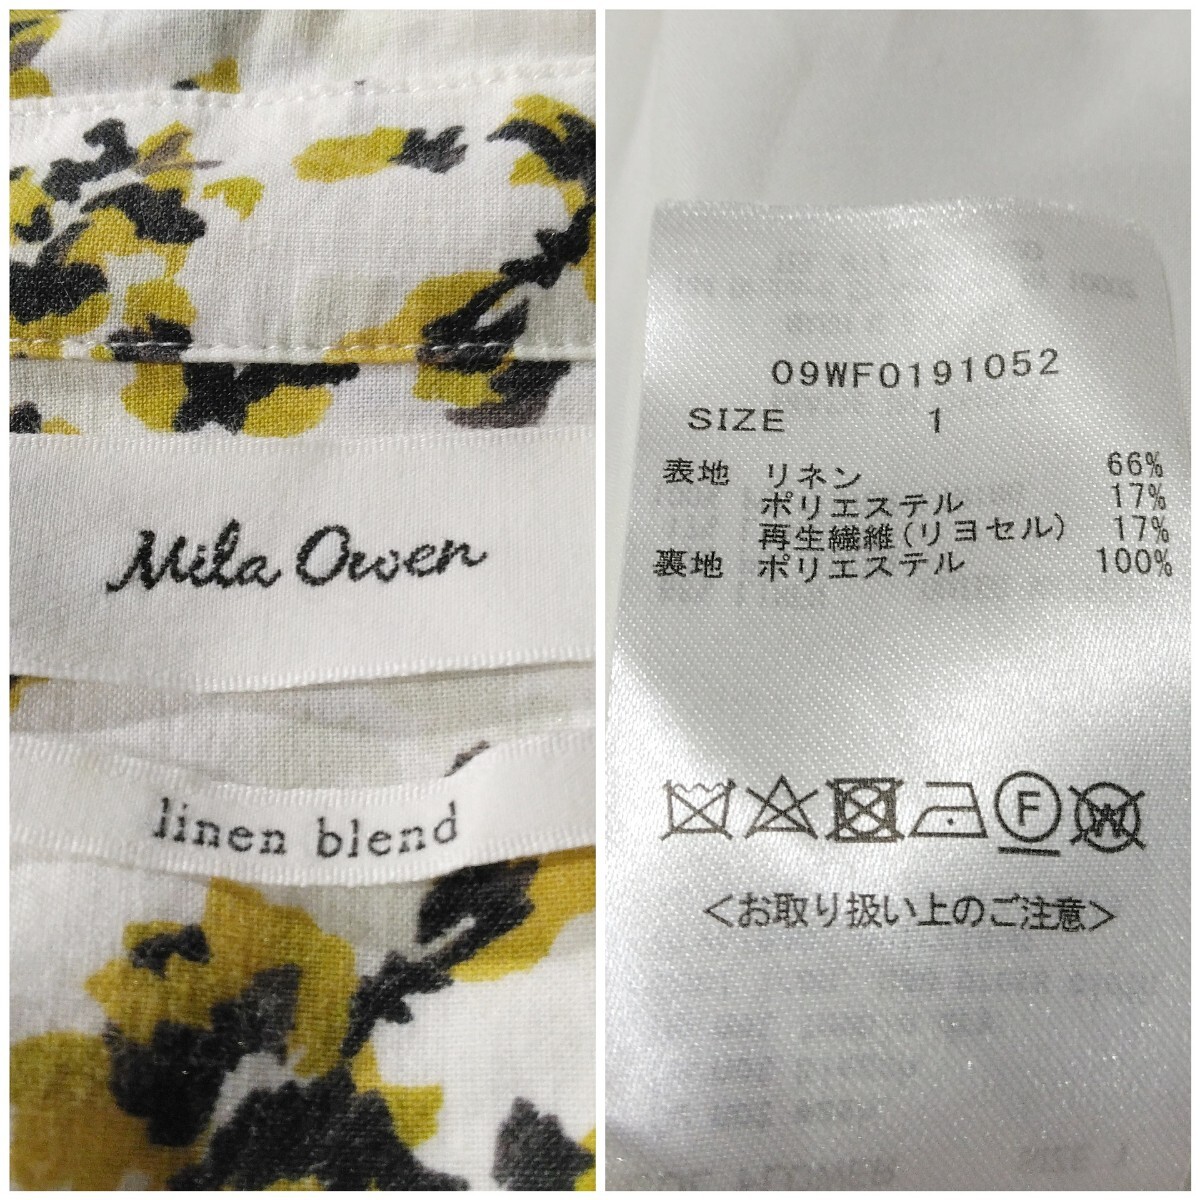 Mila Owen
linen blend
09WF0191052
SIZE 1
表地 リネン 66%
ポリエステル 17%
再生繊維(リヨセル) 17%
裏地 ポリエステル 100%
F
W
<お取り扱い上のご注意>